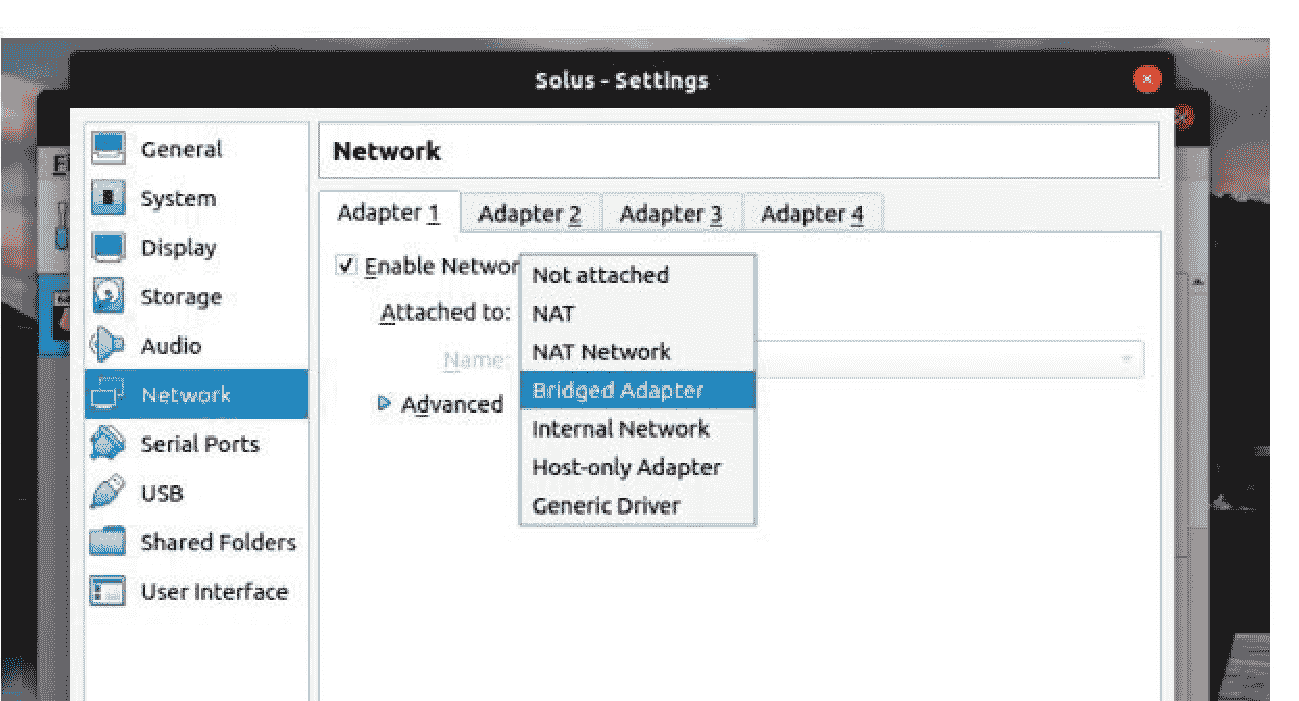 Solus - Settings
General
System
Display
Storage
Audio
Network
Serial Ports
USB
Shared Folders
User Interface
Network
Adapter 1 Adapter 2 Adapter 3 Adapter 4
Enable Networ
Attached to:
Name:
Advanced
Not attached
NAT
NAT Network
Bridged Adapter
Internal Network
Host-only Adapter
Generic Driver